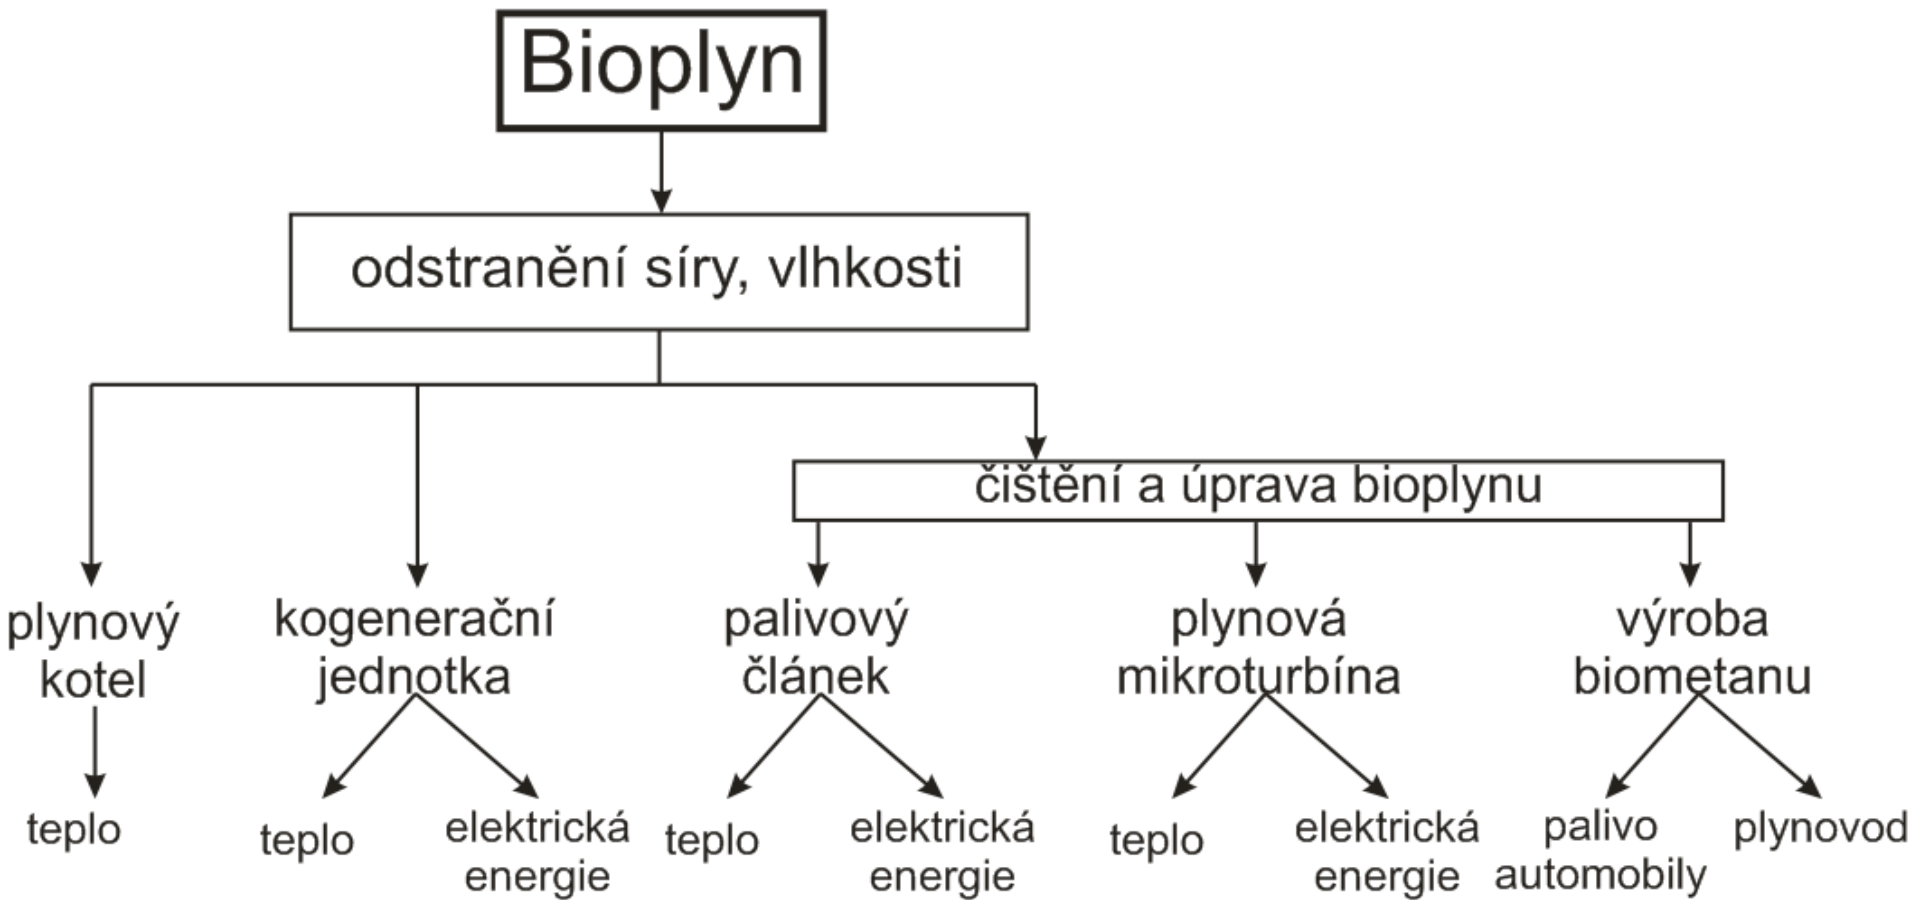 Bioplyn
odstranění síry, vlhkosti
čištění a úprava bioplynu
plynový
kotel
kogenerační
jednotka
palivový
článek
plynová
mikroturbína
výroba
biometanu
teplo
teplo
elektrická
energie
teplo
elektrická
energie
teplo
elektrická
energie
palivo
automobily
plynovod